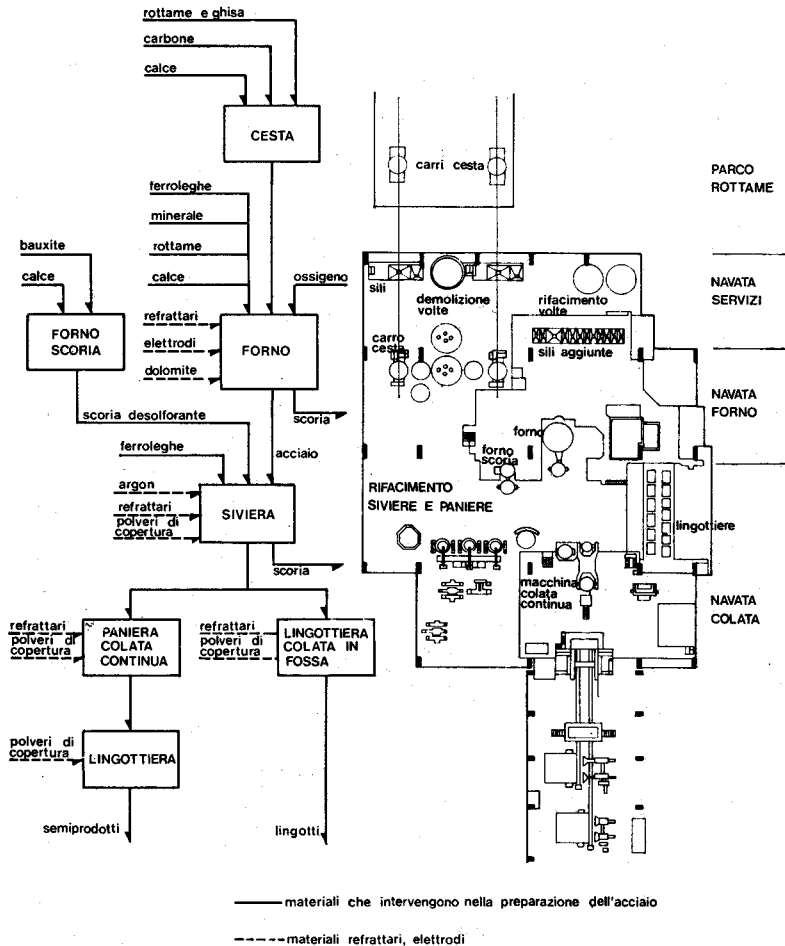 rottame e ghisa
carbone
calce
CESTA
ferroleghe
minerale
rottame
calce
ossigeno
bauxite
calce
refrattari
elettrodi
dolomite
FORNO
SCORIA
FORNO
scoria
scoria desolforante
acciaio
ferroleghe
argon
refrattari
polveri di
copertura
SIVIERA
scoria
refrattari
polveri di
copertura
PANIERA
COLATA
CONTINUA
refrattari
polveri di
copertura
LINGOTTIERA
COLATA IN
FOSSA
polveri di
copertura
LINGOTTIERA
semiprodotti
lingotti
carri cesta
PARCO
ROTTAME
sili
demolizione
volte
rifacimento
volte
NAVATA
SERVIZI
carro
cesta
sili aggiunte
NAVATA
FORNO
forno
forno
scoria
RIFACIMENTO
SIVIERE E PANIERE
lingottiere
macchina
colata
continua
NAVATA
COLATA
materiali che intervengono nella preparazione dell'acciaio
materiali refrattari, elettrodi